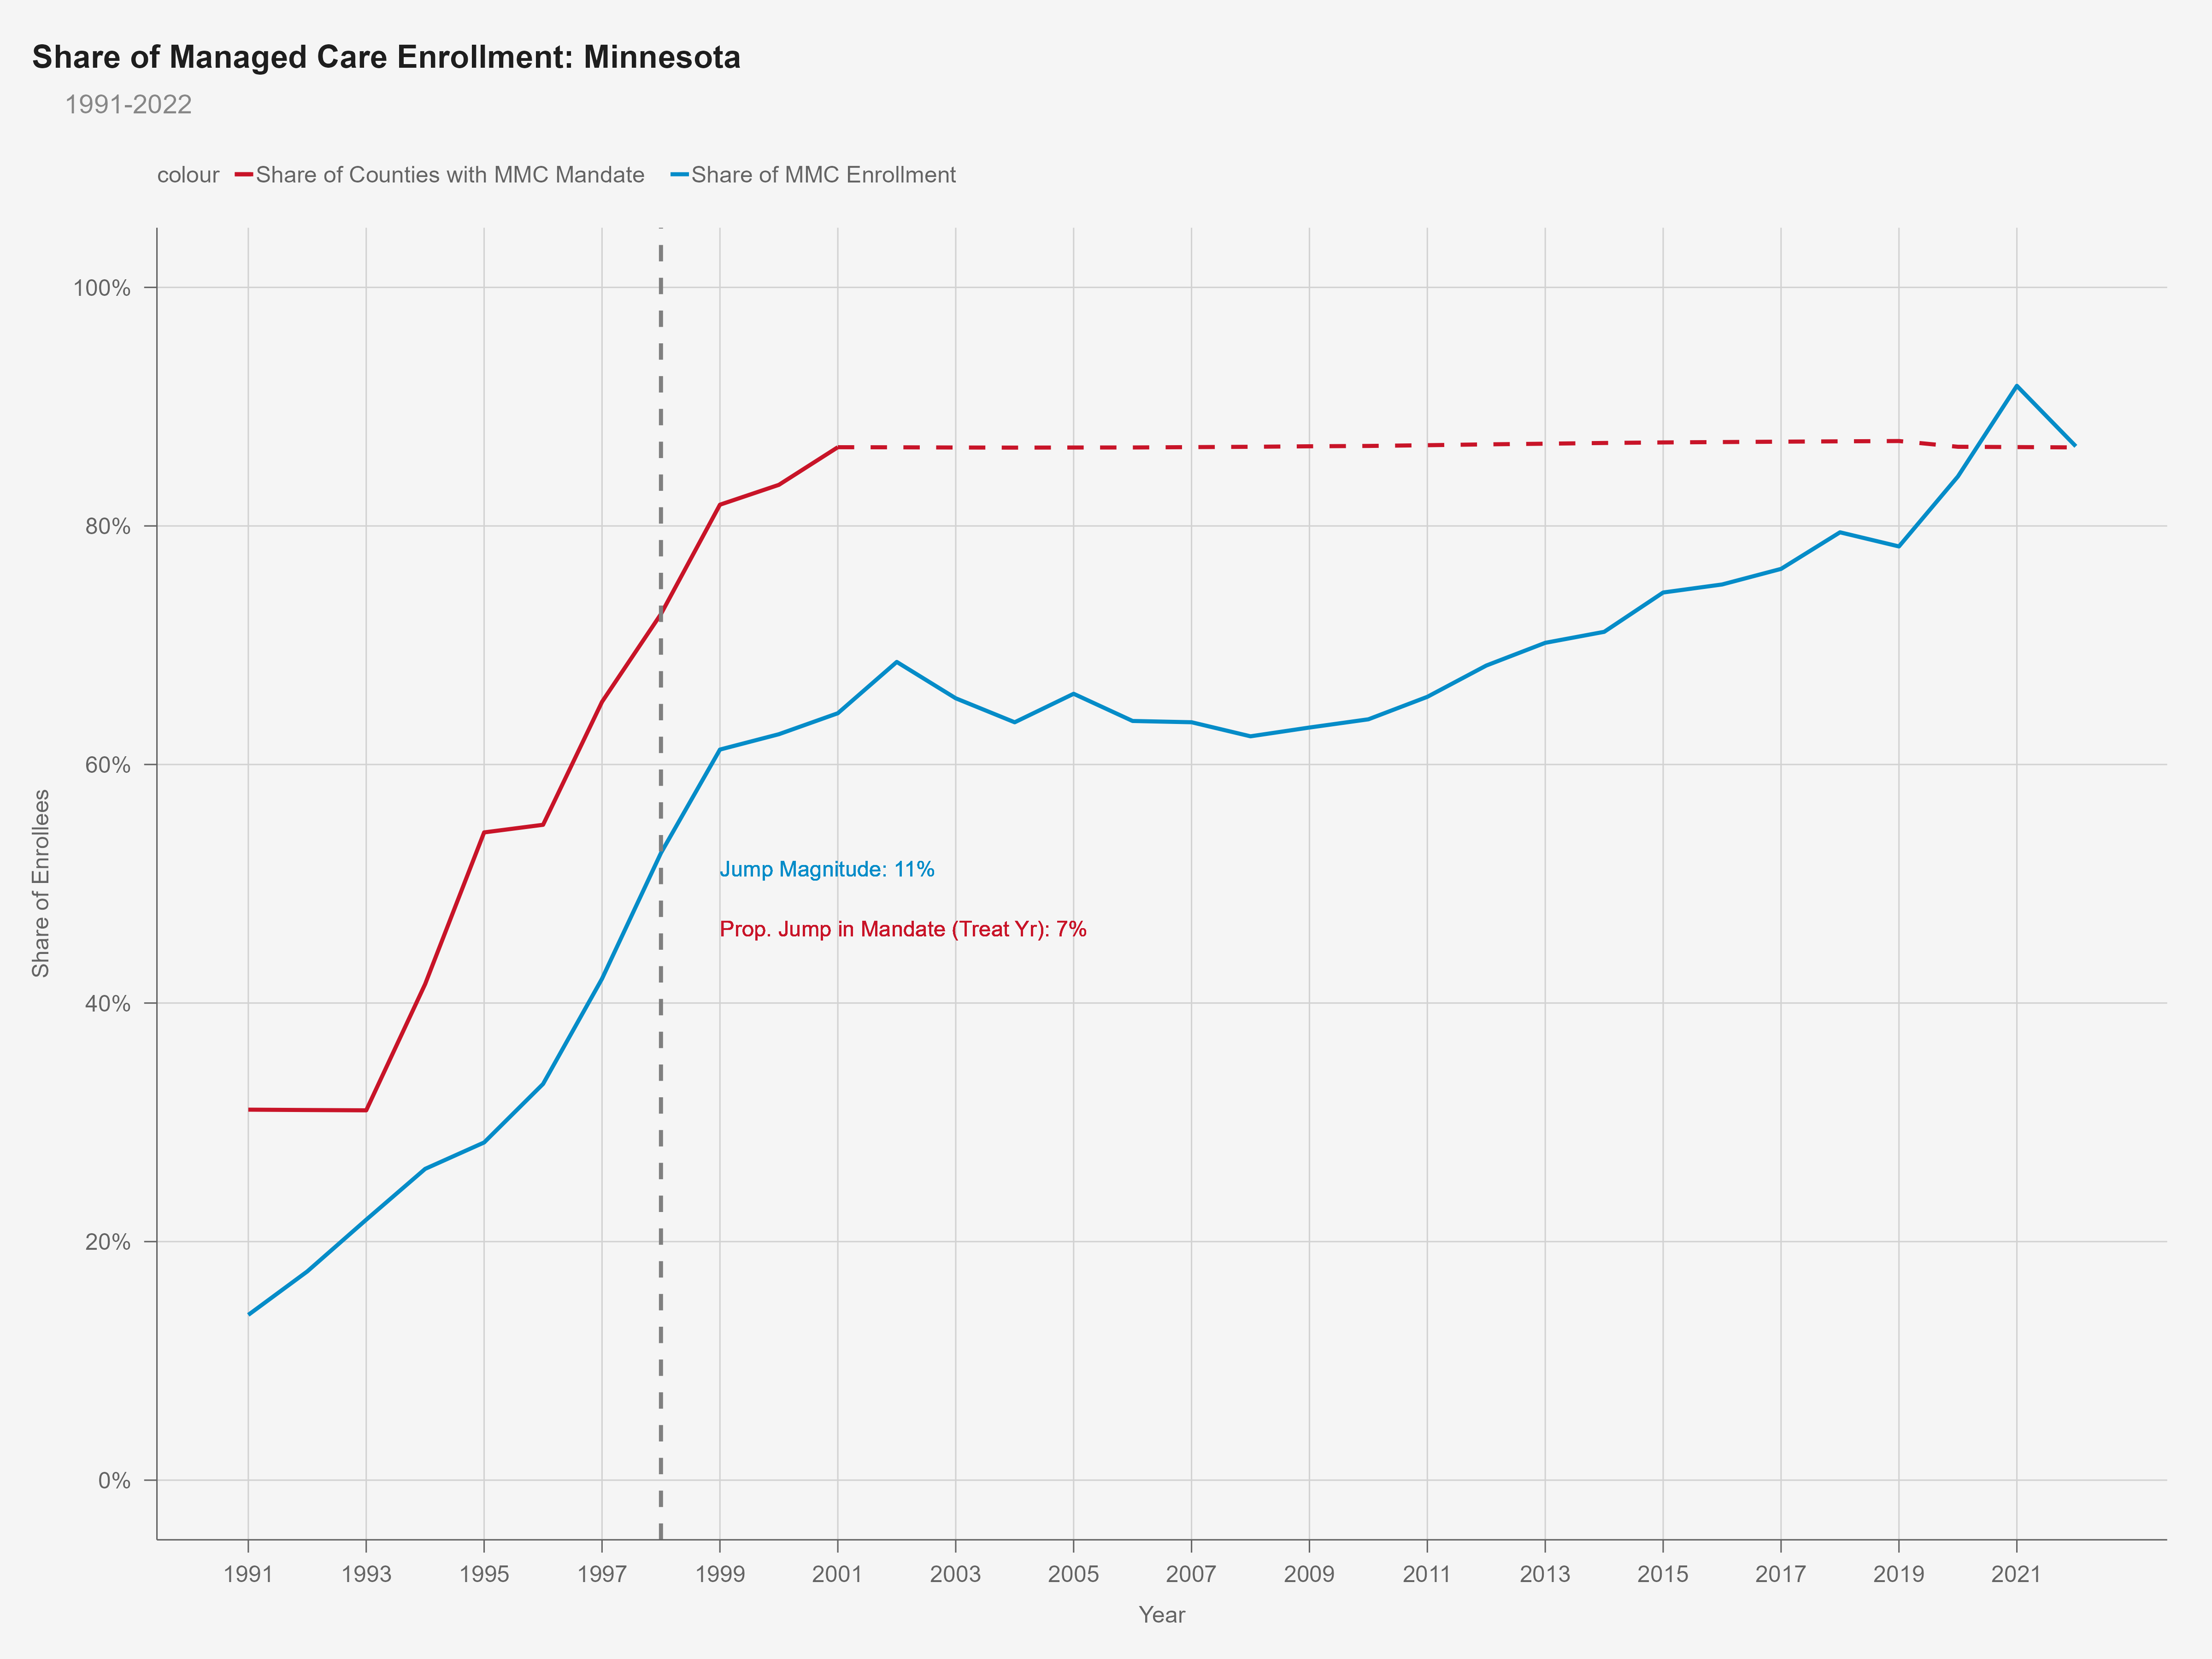 Share of Managed Care Enrollment: Minnesota
1991-2022
colour Share of Counties with MMC Mandate Share of MMC Enrollment
100%
80%
60%
40%
20%
0%
Share of Enrollees
Jump Magnitude: 11%
Prop. Jump in Mandate (Treat Yr): 7%
1991 1993 1995 1997 1999 2001 2003 2005 2007 2009 2011 2013 2015 2017 2019 2021
Year